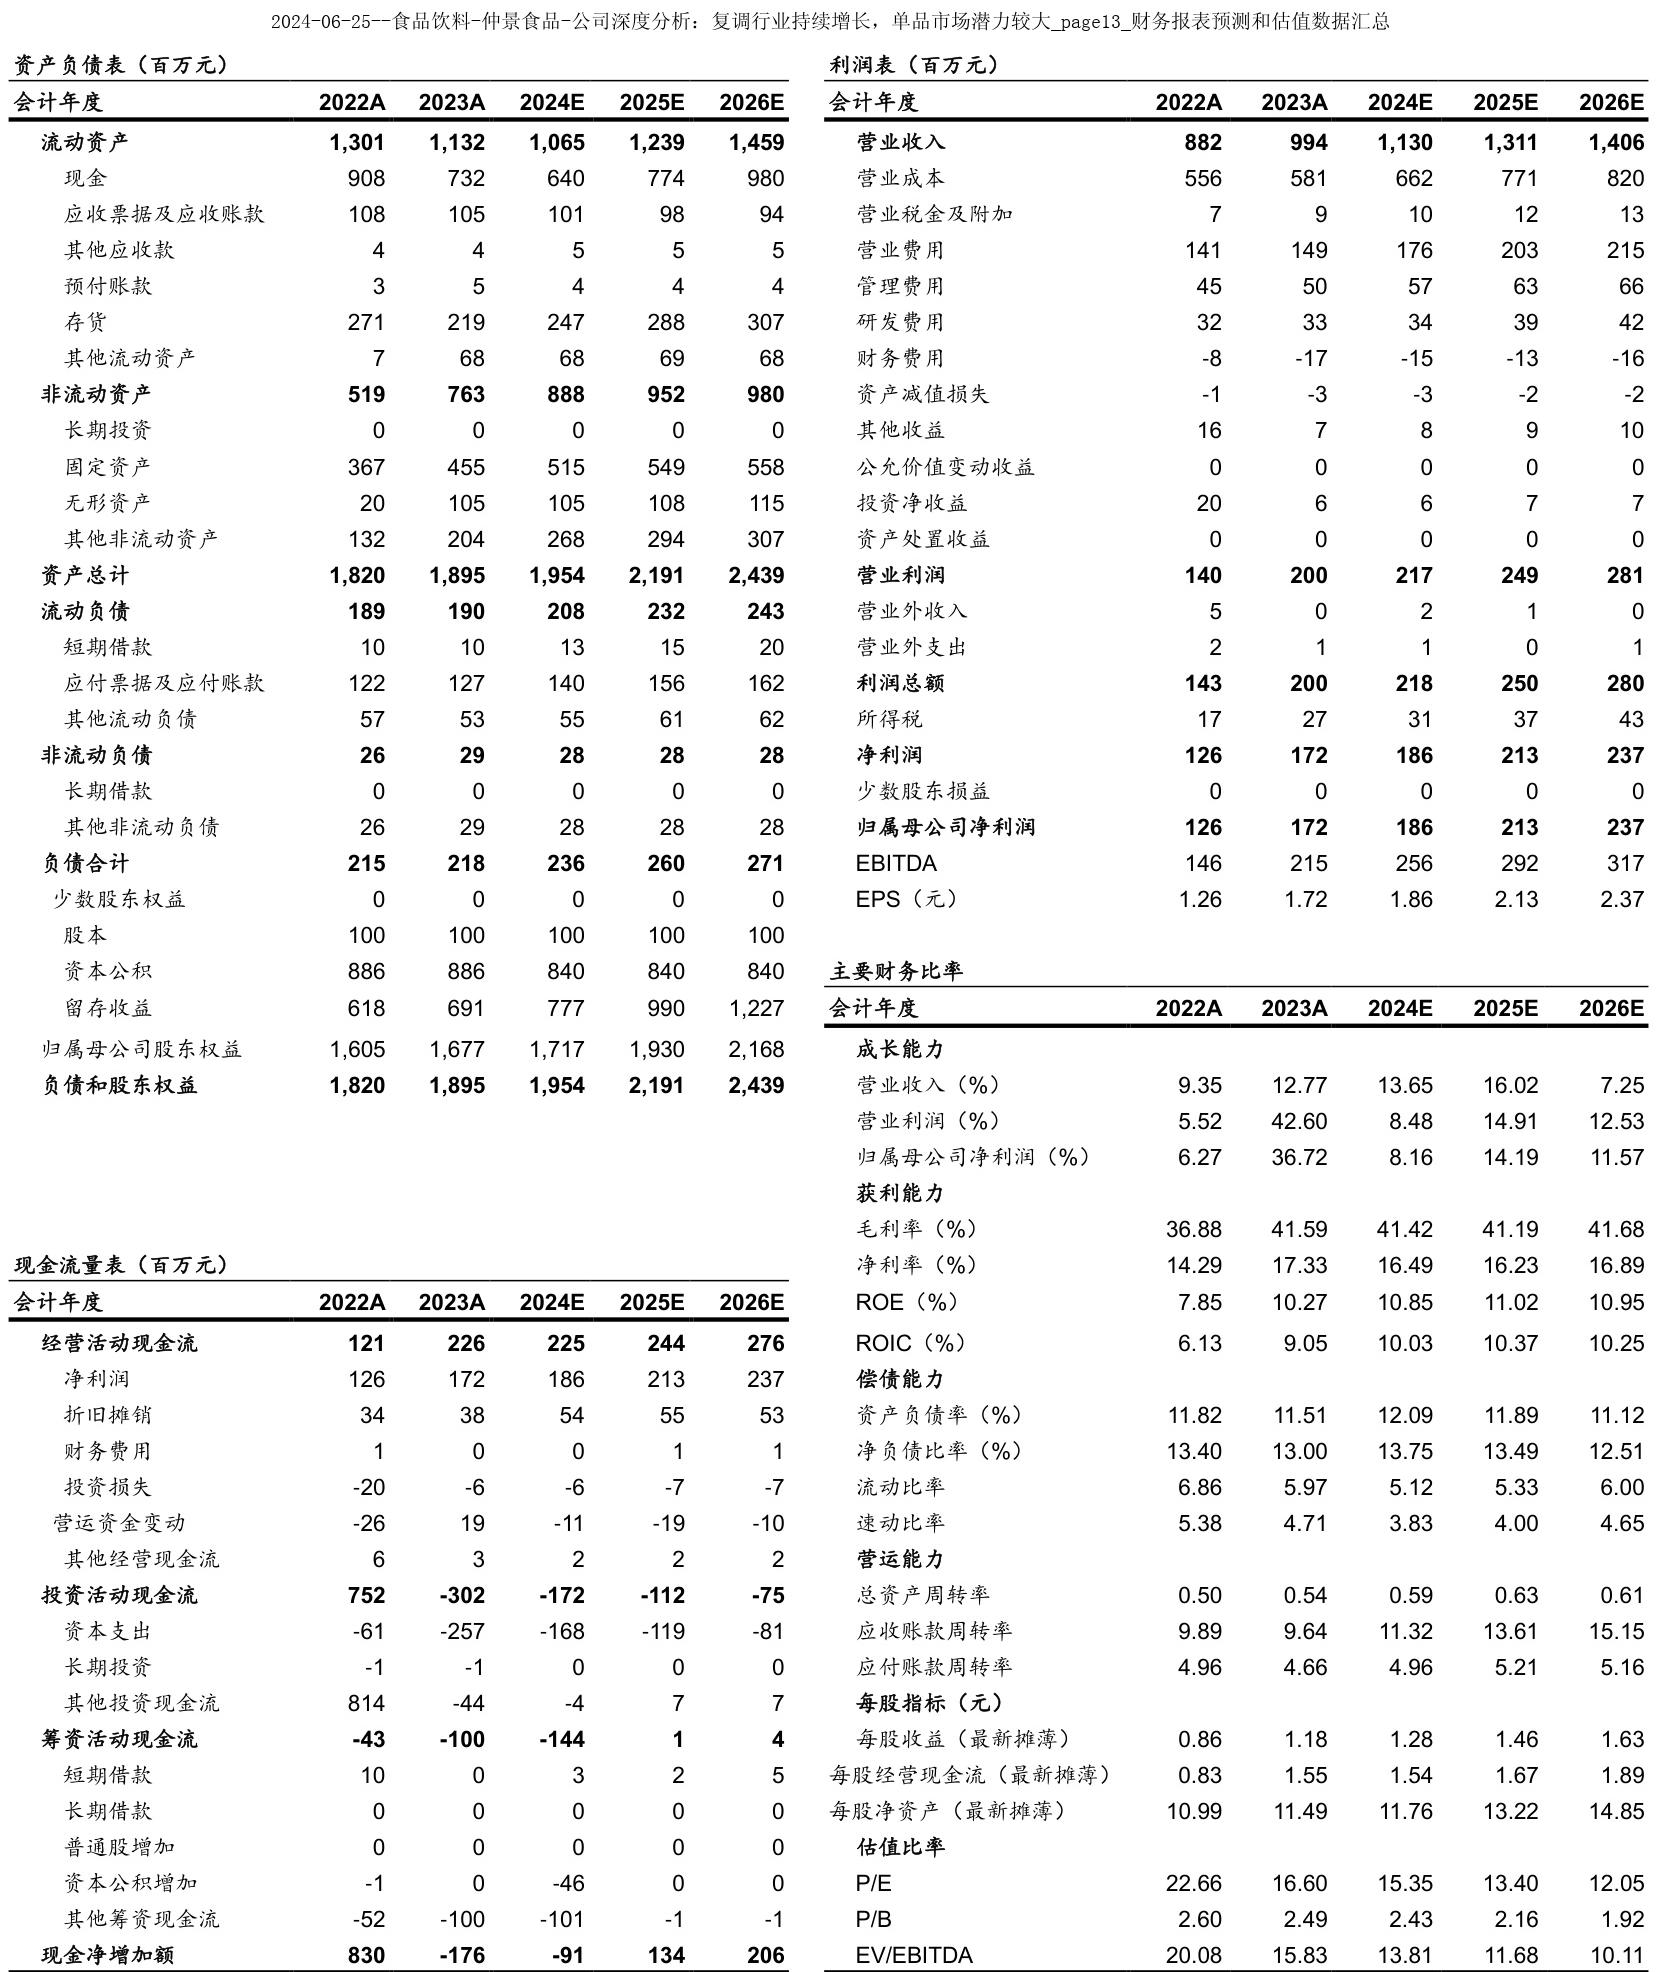 2024-06-25--食品饮料-仲景食品-公司深度分析：复调行业持续增长，单品市场潜力较大_page13_财务报表预测和估值数据汇总
资产负债表（百万元）
会计年度 2022A 2023A 2024E 2025E 2026E
流动资产 1,301 1,132 1,065 1,239 1,459
现金 908 732 640 774 980
应收票据及应收账款 108 105 101 98 94
其他应收款 4 4 5 5 5
预付账款 3 5 4 4 4
存货 271 219 247 288 307
其他流动资产 7 68 68 69 68
非流动资产 519 763 888 952 980
长期投资 0 0 0 0 0
固定资产 367 455 515 549 558
无形资产 20 105 105 108 115
其他非流动资产 132 204 268 294 307
资产总计 1,820 1,895 1,954 2,191 2,439
流动负债 189 190 208 232 243
短期借款 10 10 13 15 20
应付票据及应付账款 122 127 140 156 162
其他流动负债 57 53 55 61 62
非流动负债 26 29 28 28 28
长期借款 0 0 0 0 0
其他非流动负债 26 29 28 28 28
负债合计 215 218 236 260 271
少数股东权益 0 0 0 0 0
股本 100 100 100 100 100
资本公积 886 886 840 840 840
留存收益 618 691 777 990 1,227
归属母公司股东权益 1,605 1,677 1,717 1,930 2,168
负债和股东权益 1,820 1,895 1,954 2,191 2,439
现金流量表（百万元）
会计年度 2022A 2023A 2024E 2025E 2026E
经营活动现金流 121 226 225 244 276
净利润 126 172 186 213 237
折旧摊销 34 38 54 55 53
财务费用 1 0 0 1 1
投资损失 -20 -6 -6 -7 -7
营运资金变动 -26 19 -11 -19 -10
其他经营现金流 6 3 2 2 2
投资活动现金流 752 -302 -172 -112 -75
资本支出 -61 -257 -168 -119 -81
长期投资 -1 -1 0 0 0
其他投资现金流 814 -44 -4 7 7
筹资活动现金流 -43 -100 -144 1 4
短期借款 10 0 3 2 5
长期借款 0 0 0 0 0
普通股增加 0 0 0 0 0
资本公积增加 -1 0 -46 0 0
其他筹资现金流 -52 -100 -101 -1 -1
现金净增加额 830 -176 -91 134 206
利润表（百万元）
会计年度 2022A 2023A 2024E 2025E 2026E
营业收入 882 994 1,130 1,311 1,406
营业成本 556 581 662 771 820
营业税金及附加 7 9 10 12 13
营业费用 141 149 176 203 215
管理费用 45 50 57 63 66
研发费用 32 33 34 39 42
财务费用 -8 -17 -15 -13 -16
资产减值损失 -1 -3 -3 -2 -2
其他收益 16 7 8 9 10
公允价值变动收益 0 0 0 0 0
投资净收益 20 6 6 7 7
资产处置收益 0 0 0 0 0
营业利润 140 200 217 249 281
营业外收入 5 0 2 1 0
营业外支出 2 1 1 0 1
利润总额 143 200 218 250 280
所得税 17 27 31 37 43
净利润 126 172 186 213 237
少数股东损益 0 0 0 0 0
归属母公司净利润 126 172 186 213 237
EBITDA 146 215 256 292 317
EPS（元） 1.26 1.72 1.86 2.13 2.37
主要财务比率
会计年度 2022A 2023A 2024E 2025E 2026E
成长能力
营业收入（%） 9.35 12.77 13.65 16.02 7.25
营业利润（%） 5.52 42.60 8.48 14.91 12.53
归属母公司净利润（%） 6.27 36.72 8.16 14.19 11.57
获利能力
毛利率（%） 36.88 41.59 41.42 41.19 41.68
净利率（%） 14.29 17.33 16.49 16.23 16.89
ROE（%） 7.85 10.27 10.85 11.02 10.95
ROIC（%） 6.13 9.05 10.03 10.37 10.25
偿债能力
资产负债率（%） 11.82 11.51 12.09 11.89 11.12
净负债比率（%） 13.40 13.00 13.75 13.49 12.51
流动比率 6.86 5.97 5.12 5.33 6.00
速动比率 5.38 4.71 3.83 4.00 4.65
营运能力
总资产周转率 0.50 0.54 0.59 0.63 0.61
应收账款周转率 9.89 9.64 11.32 13.61 15.15
应付账款周转率 4.96 4.66 4.96 5.21 5.16
每股指标（元）
每股收益（最新摊薄） 0.86 1.18 1.28 1.46 1.63
每股经营现金流（最新摊薄） 0.83 1.55 1.54 1.67 1.89
每股净资产（最新摊薄） 10.99 11.49 11.76 13.22 14.85
估值比率
P/E 22.66 16.60 15.35 13.40 12.05
P/B 2.60 2.49 2.43 2.16 1.92
EV/EBITDA 20.08 15.83 13.81 11.68 10.11